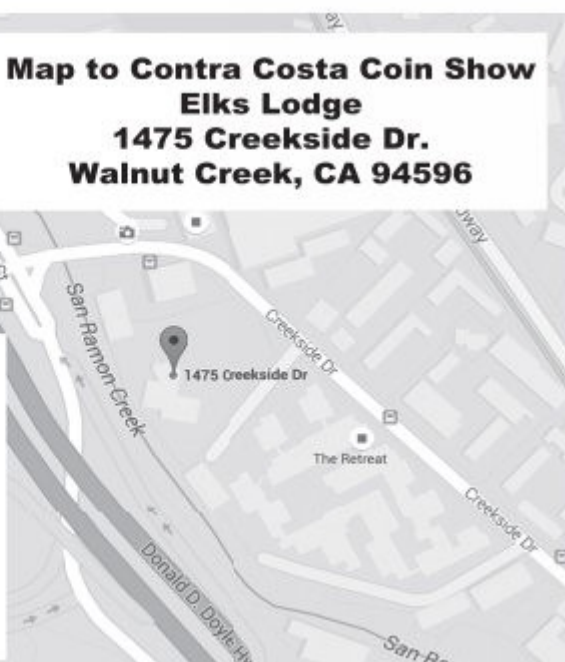 Map to Contra Costa Coin Show
Elks Lodge
1475 Creekside Dr.
Walnut Creek, CA 94596
San Ramon Creek
Creekside Dr
1475 Creekside Dr
The Retreat
Creekside Dr
Donald D. Doyle Hw